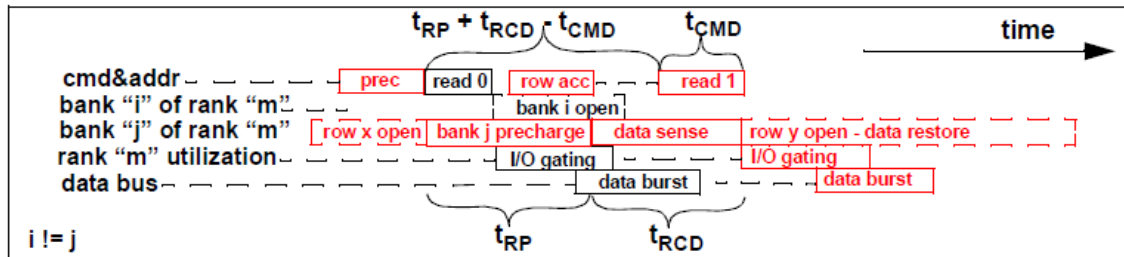 tRP + tRCD - tCMD tCMD time
cmd&addr prec read 0 row acc read 1
bank “i” of rank “m” bank i open
bank “j” of rank “m” row x open bank j precharge data sense row y open - data restore
rank “m” utilization I/O gating I/O gating
data bus data burst data burst
tRP tRCD
i != j